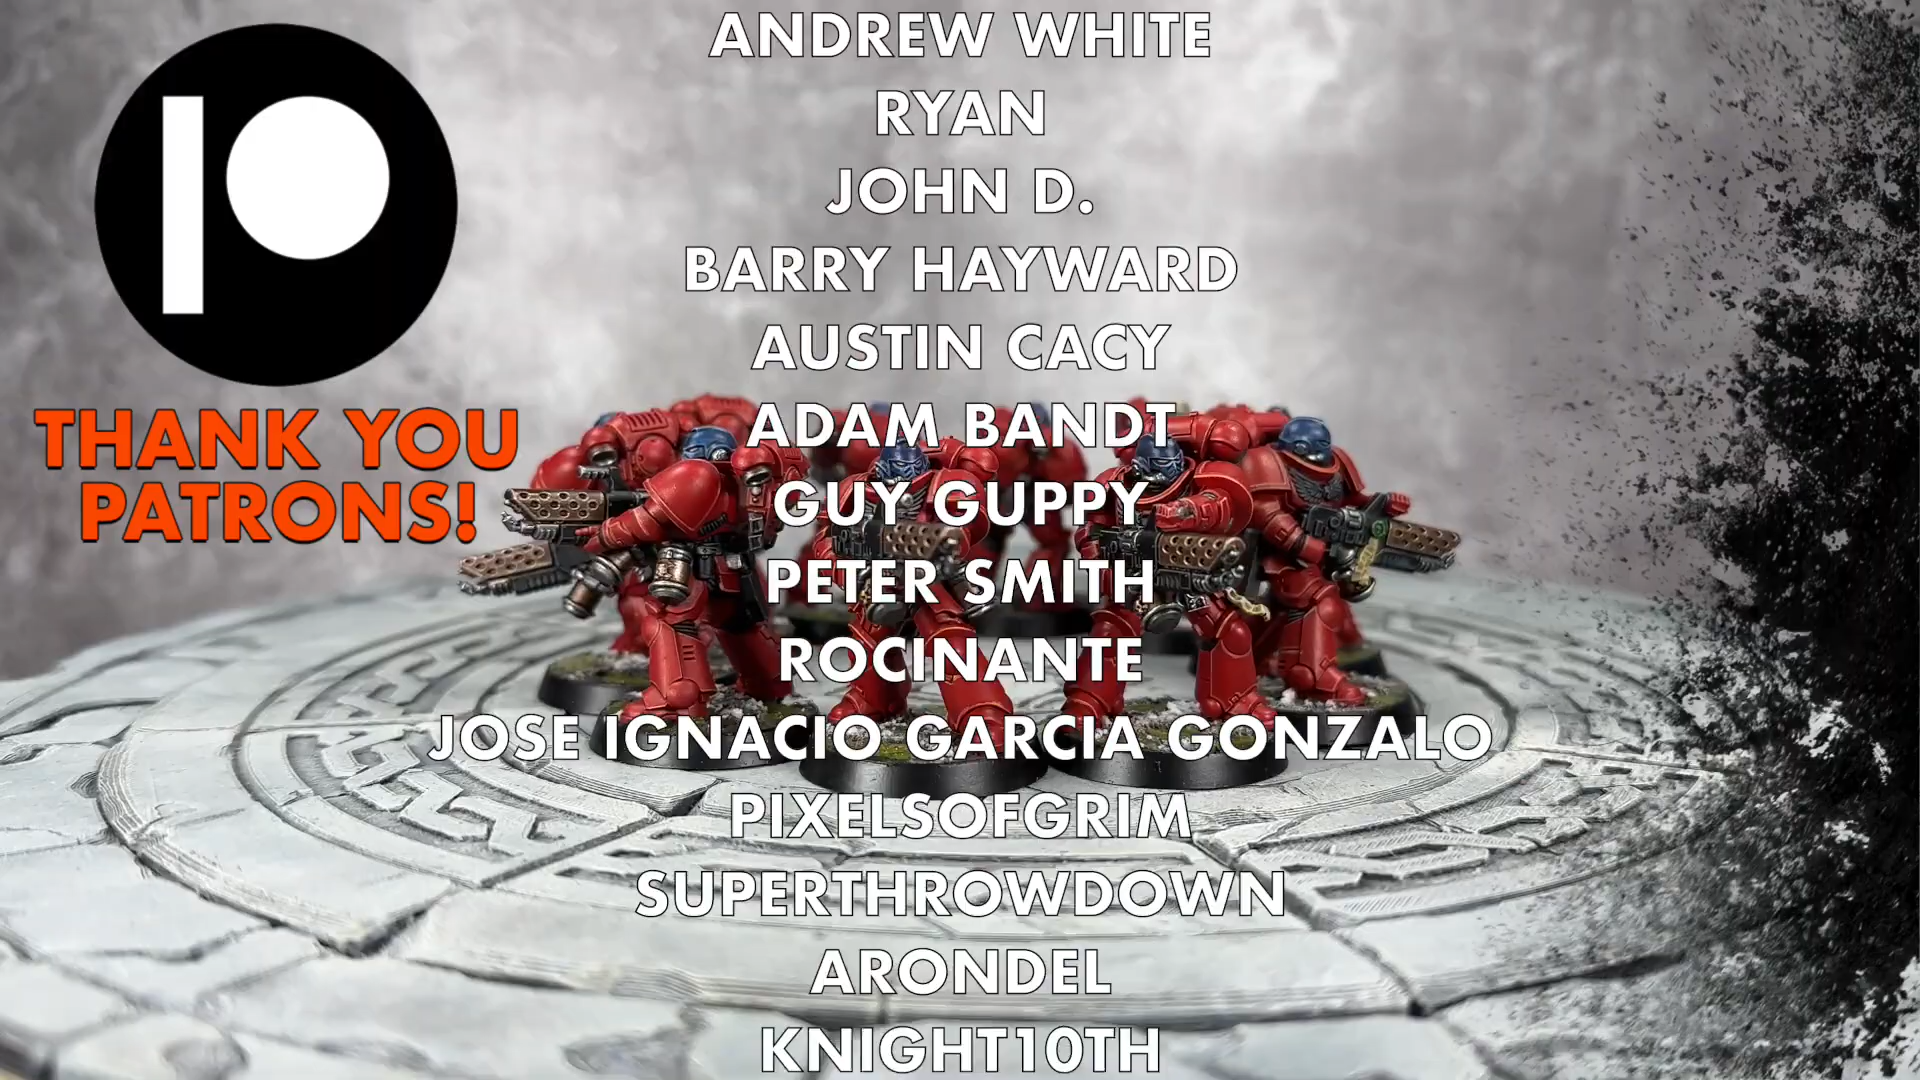 THANK YOU
PATRONS!
ANDREW WHITE
RYAN
JOHN D.
BARRY HAYWARD
AUSTIN CACY
ADAM BANDT
GUY GUPPY
PETER SMITH
ROCINANTE
JOSE IGNACIO GARCIA GONZALO
PIXELSOFGRIM
SUPERTHROWDOWN
ARONDEL
KNIGHT10TH